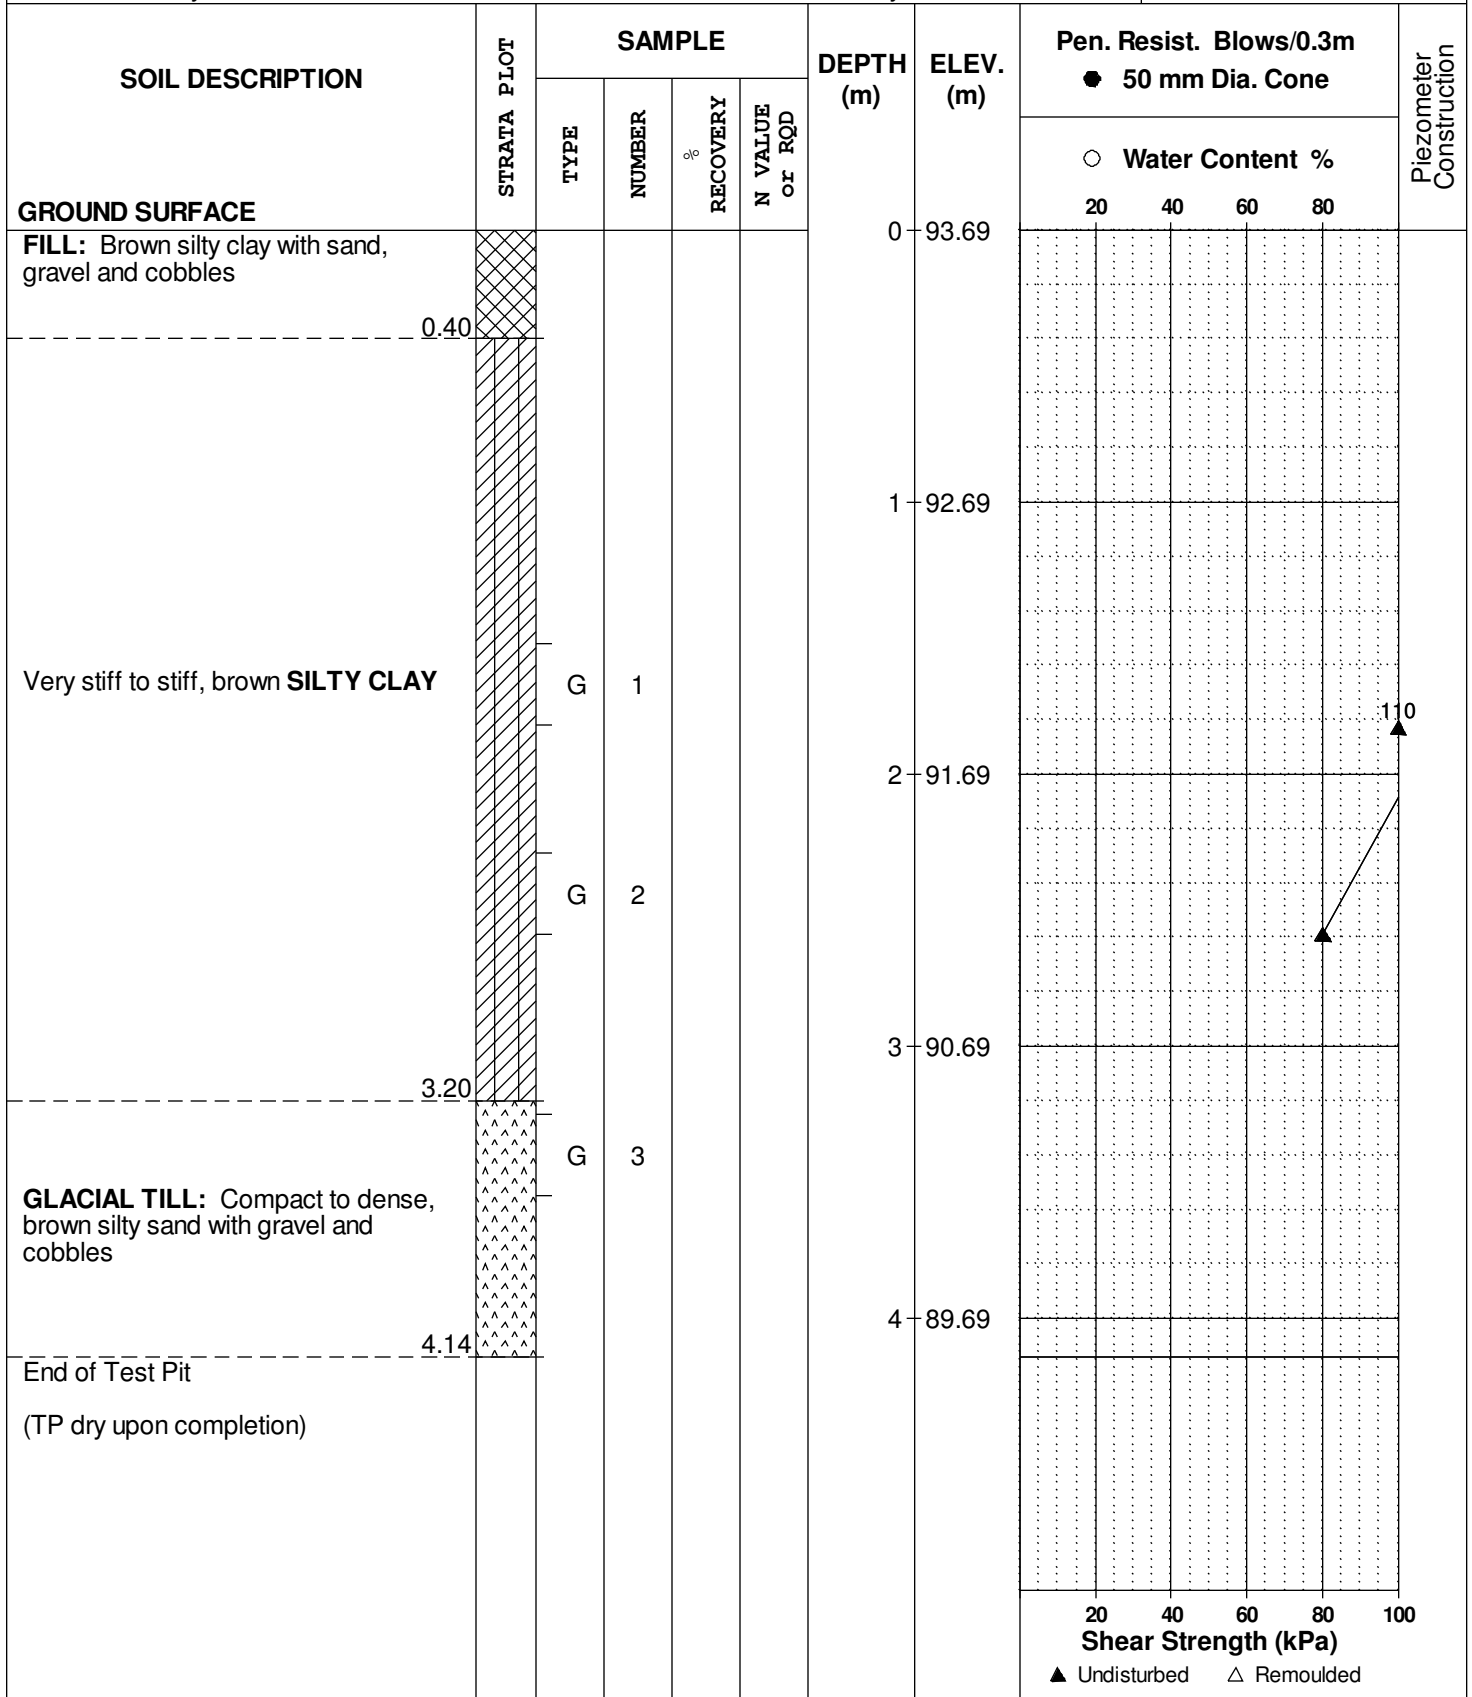 SOIL DESCRIPTION
GROUND SURFACE
STRATA PLOT
SAMPLE
TYPE
NUMBER
%
RECOVERY
N VALUE
or RQD
DEPTH
(m)
ELEV.
(m)
Pen. Resist. Blows/0.3m
● 50 mm Dia. Cone
○ Water Content %
20 40 60 80
Piezometer
Construction
0 93.69
FILL: Brown silty clay with sand,
gravel and cobbles
0.40
1 92.69
Very stiff to stiff, brown SILTY CLAY
G 1
110
2 91.69
G 2
3 90.69
3.20
G 3
GLACIAL TILL: Compact to dense,
brown silty sand with gravel and
cobbles
4 89.69
4.14
End of Test Pit
(TP dry upon completion)
20 40 60 80 100
Shear Strength (kPa)
▲ Undisturbed △ Remoulded